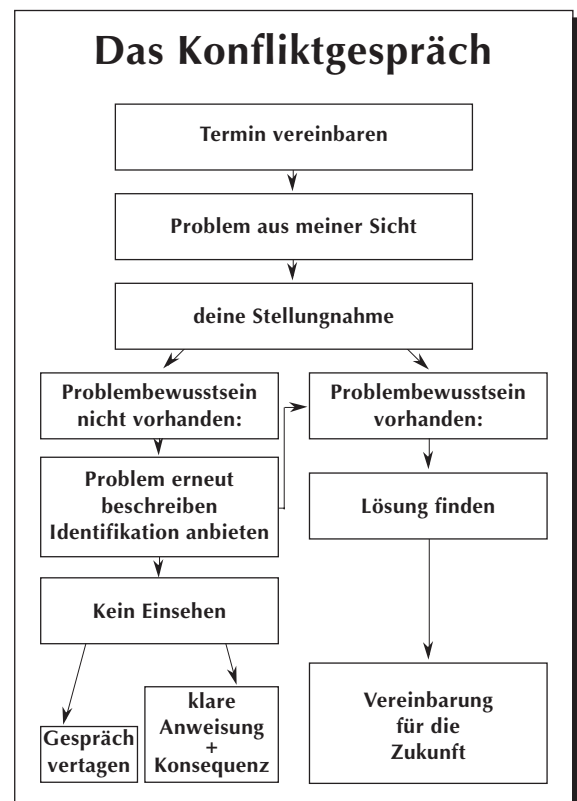 Das Konfliktgespräch
Termin vereinbaren
Problem aus meiner Sicht
deine Stellungnahme
Problembewusstsein
nicht vorhanden:
Problembewusstsein
vorhanden:
Problem erneut
beschreiben
Identifikation anbieten
Lösung finden
Kein Einsehen
Gespräch
vertagen
klare
Anweisung
+
Konsequenz
Vereinbarung
für die
Zukunft